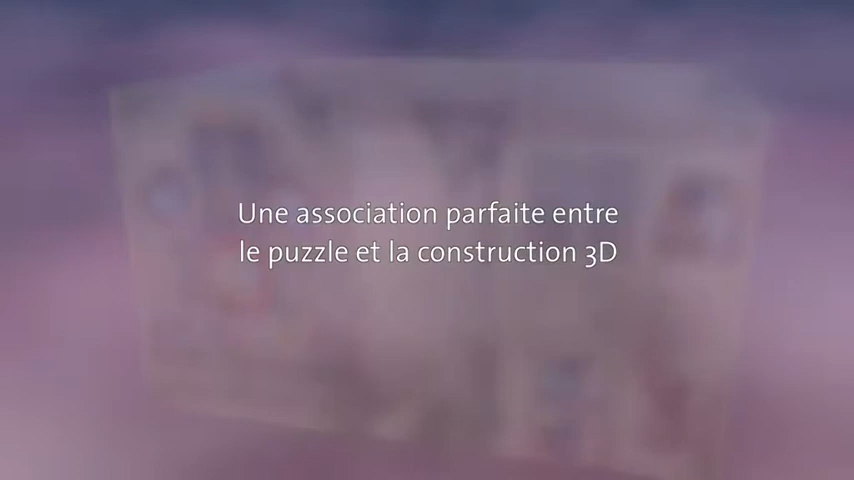 Une association parfaite entre
le puzzle et la construction 3D